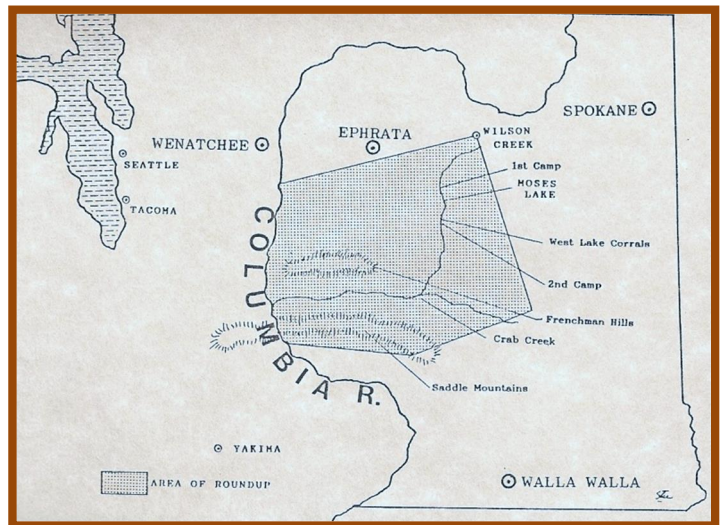 SPOKANE
WILSON
CREEK
EPHRATA
WENATCHEE
SEATTLE
1st Camp
MOSES
LAKE
TACOMA
COLUMBIA R.
West Lake Corrals
2nd Camp
Frenchman Hills
Crab Creek
Saddle Mountains
YAKIMA
AREA OF ROUNDUP
WALLA WALLA